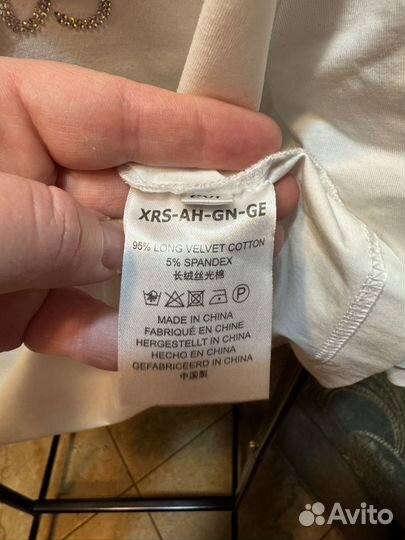 XRS-AH-GN-GE
95% LONG VELVET COTTON
5% SPANDEX
长绒丝光棉
MADE IN CHINA
FABRIQUÉ EN CHINE
HERGESTELLT IN CHINA
HECHO EN CHINA
GEFABRICEERD IN CHINA
中国製
Avito